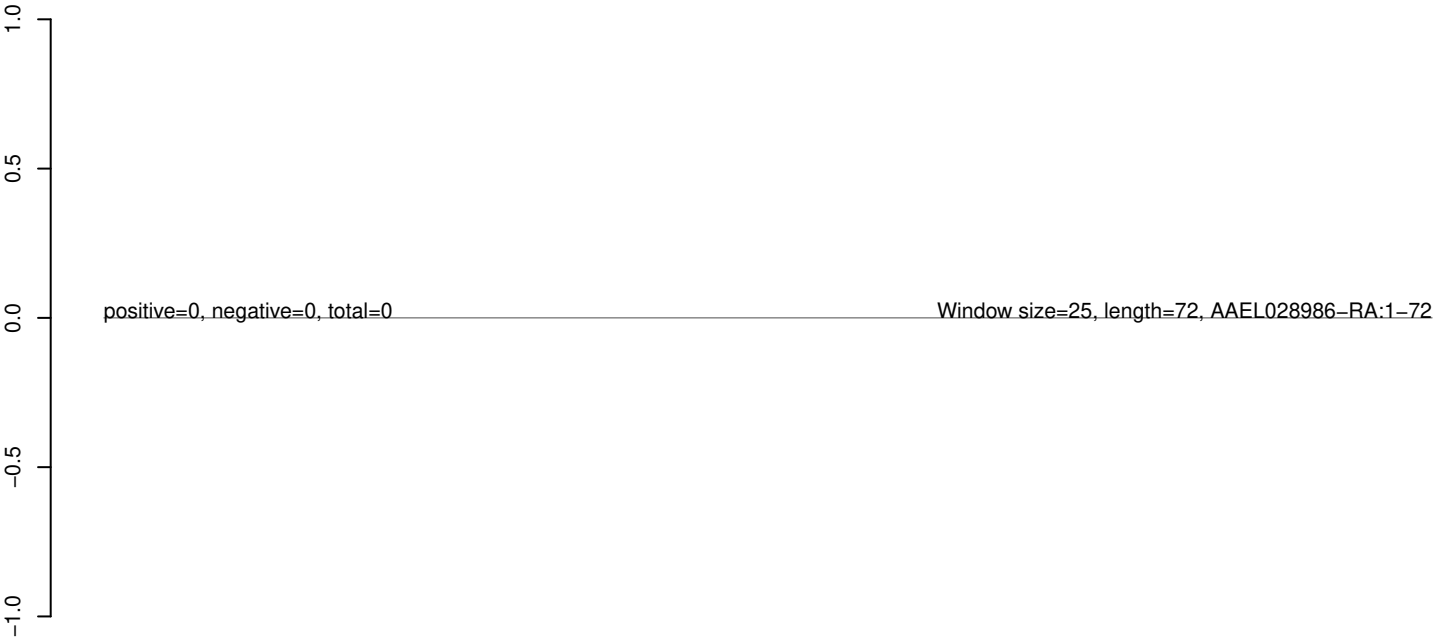 1.0
0.5
0.0
−0.5
−1.0
positive=0, negative=0, total=0
Window size=25, length=72, AAEL028986−RA:1−72